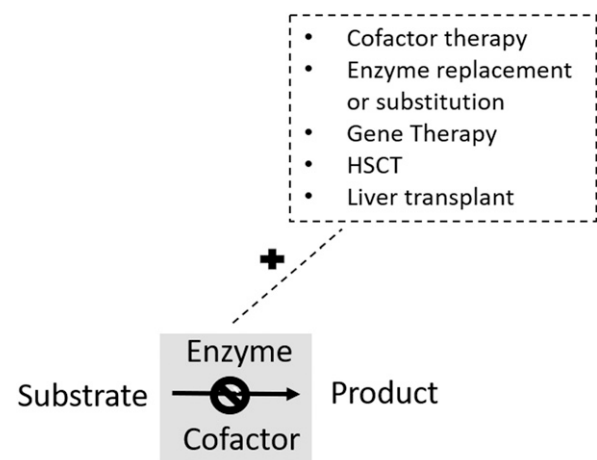 • Cofactor therapy
• Enzyme replacement
or substitution
• Gene Therapy
• HSCT
• Liver transplant
Enzyme
Substrate
Product
Cofactor